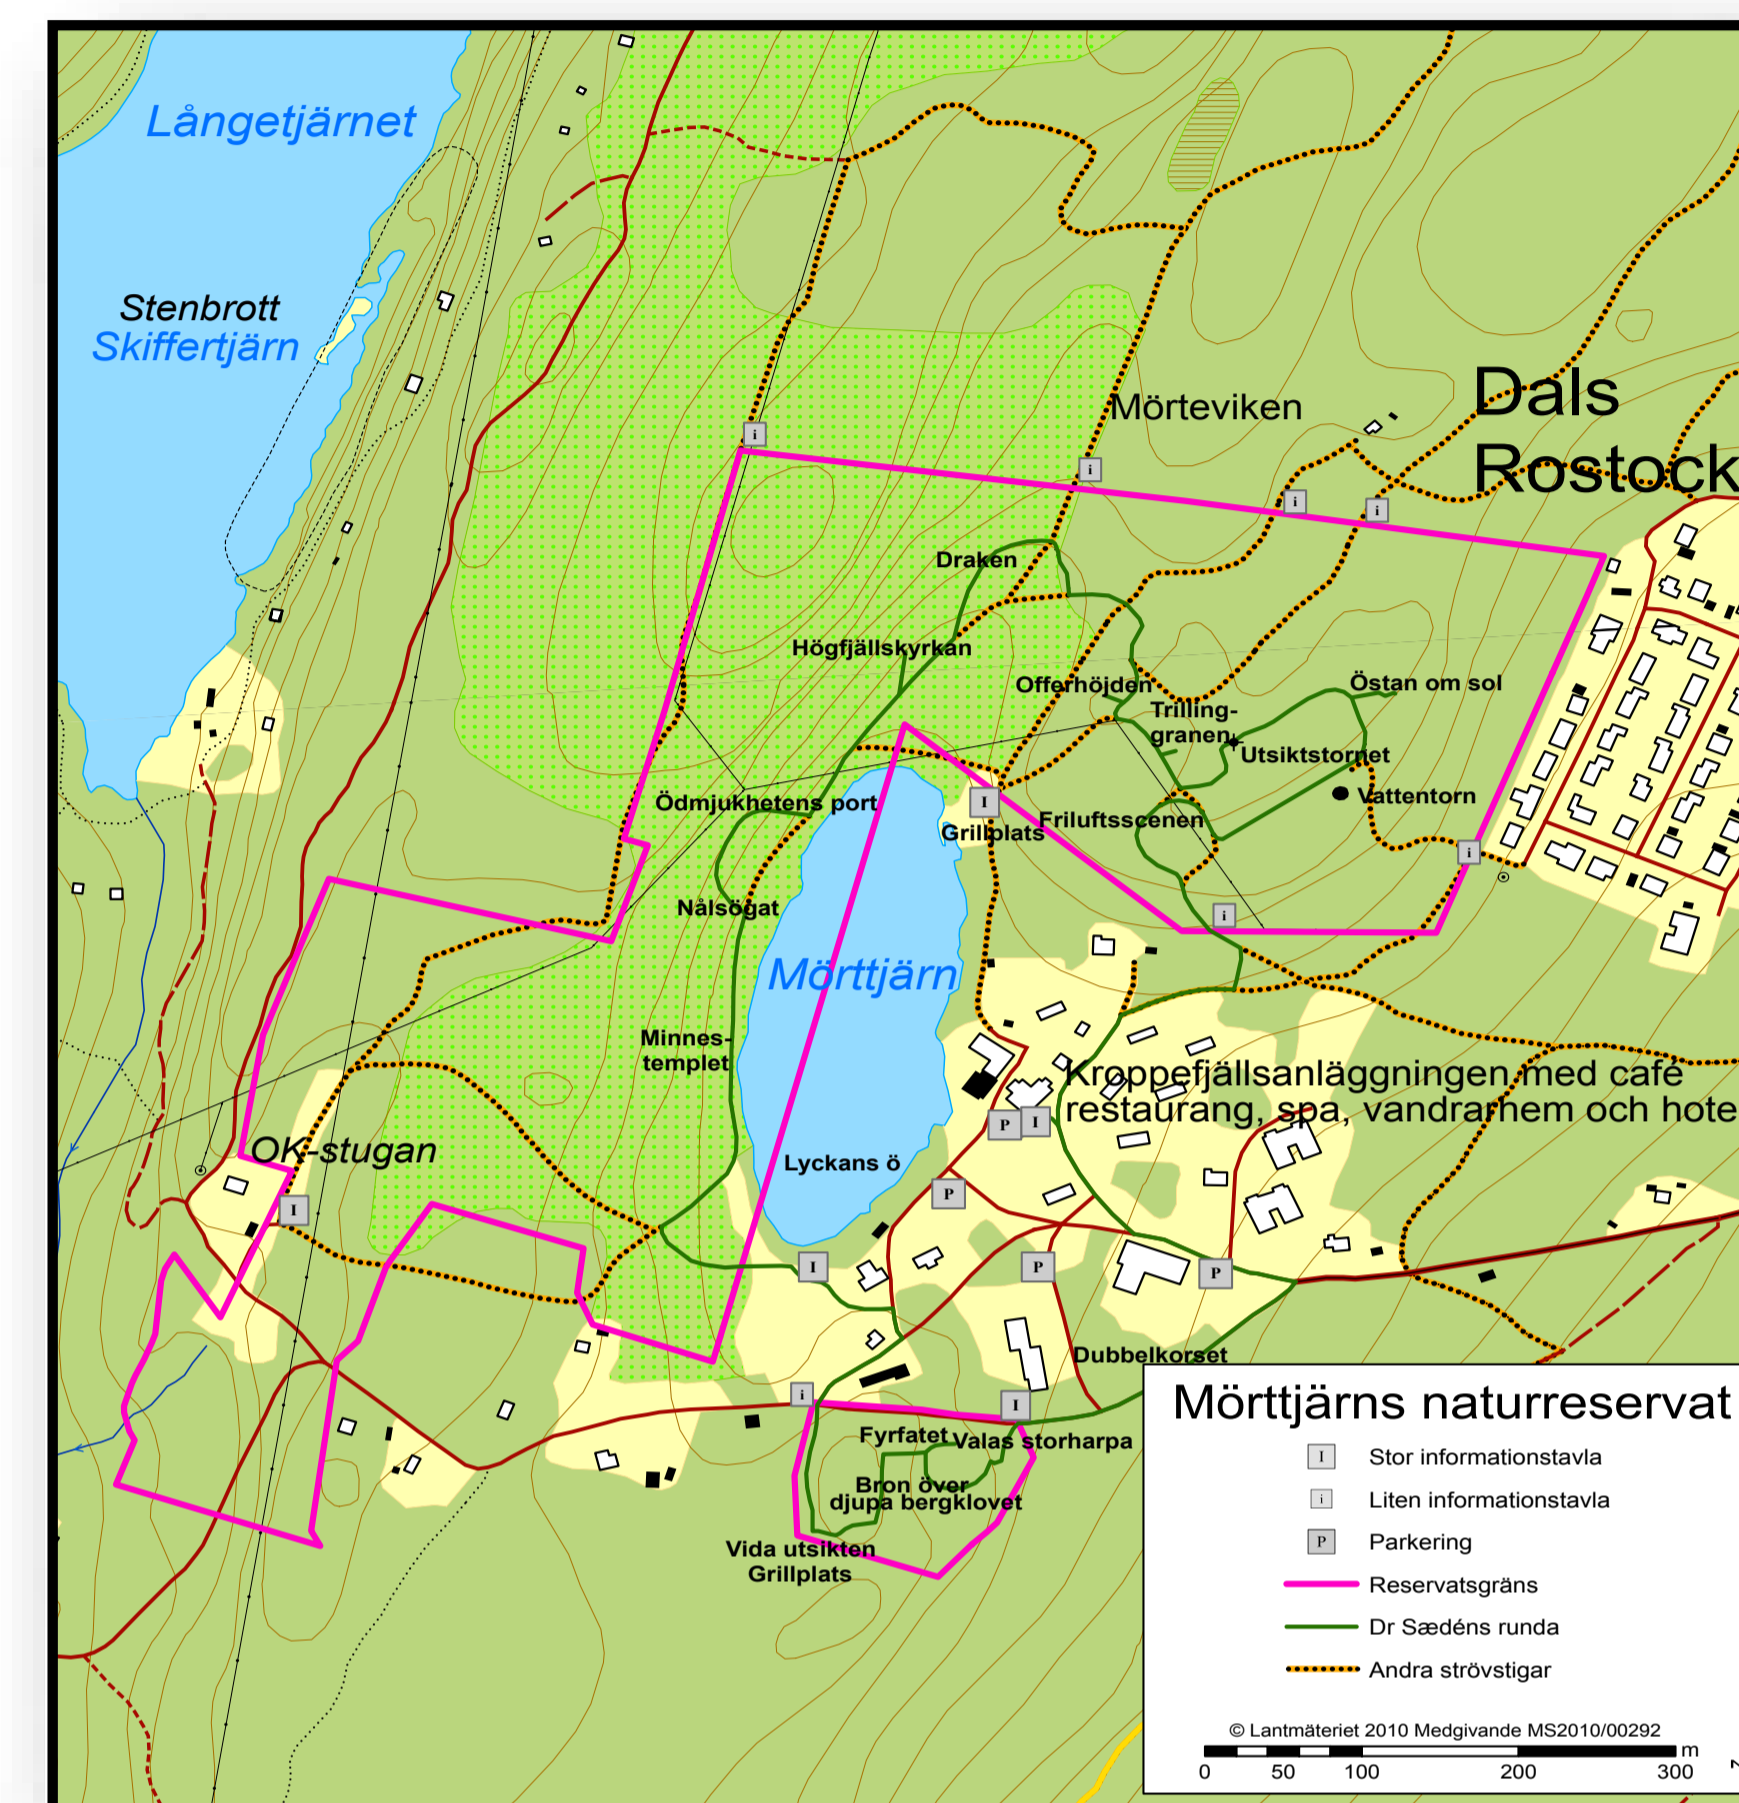 Långetjärnet
Stenbrott
Skiffertjärn
Mörteviken
Dals
Rostock
i
i
i
i
Draken
Högfjällskyrkan
Offerhöjden
Östan om sol
Trilling-
granen
Utsiktstornet
Ödmjukhetens port
Vattentorn
I
Grillplats
Friluftsscenen
i
Nålsögat
i
Mörttjärn
Minnes-
templet
Kroppefjällsanläggningen med café
restaurang, spa, vandrarhem och hote
P
I
OK-stugan
Lyckans ö
P
I
I
P
P
Dubbelkorset
i
I
Fyrfatet
Valas storharpa
Bron över
djupa bergklovet
Vida utsikten
Grillplats
Mörttjärns naturreservat
I Stor informationstavla
i Liten informationstavla
P Parkering
Reservatsgräns
Dr Sædéns runda
Andra strövstigar
© Lantmäteriet 2010 Medgivande MS2010/00292
m
0 50 100 200 300